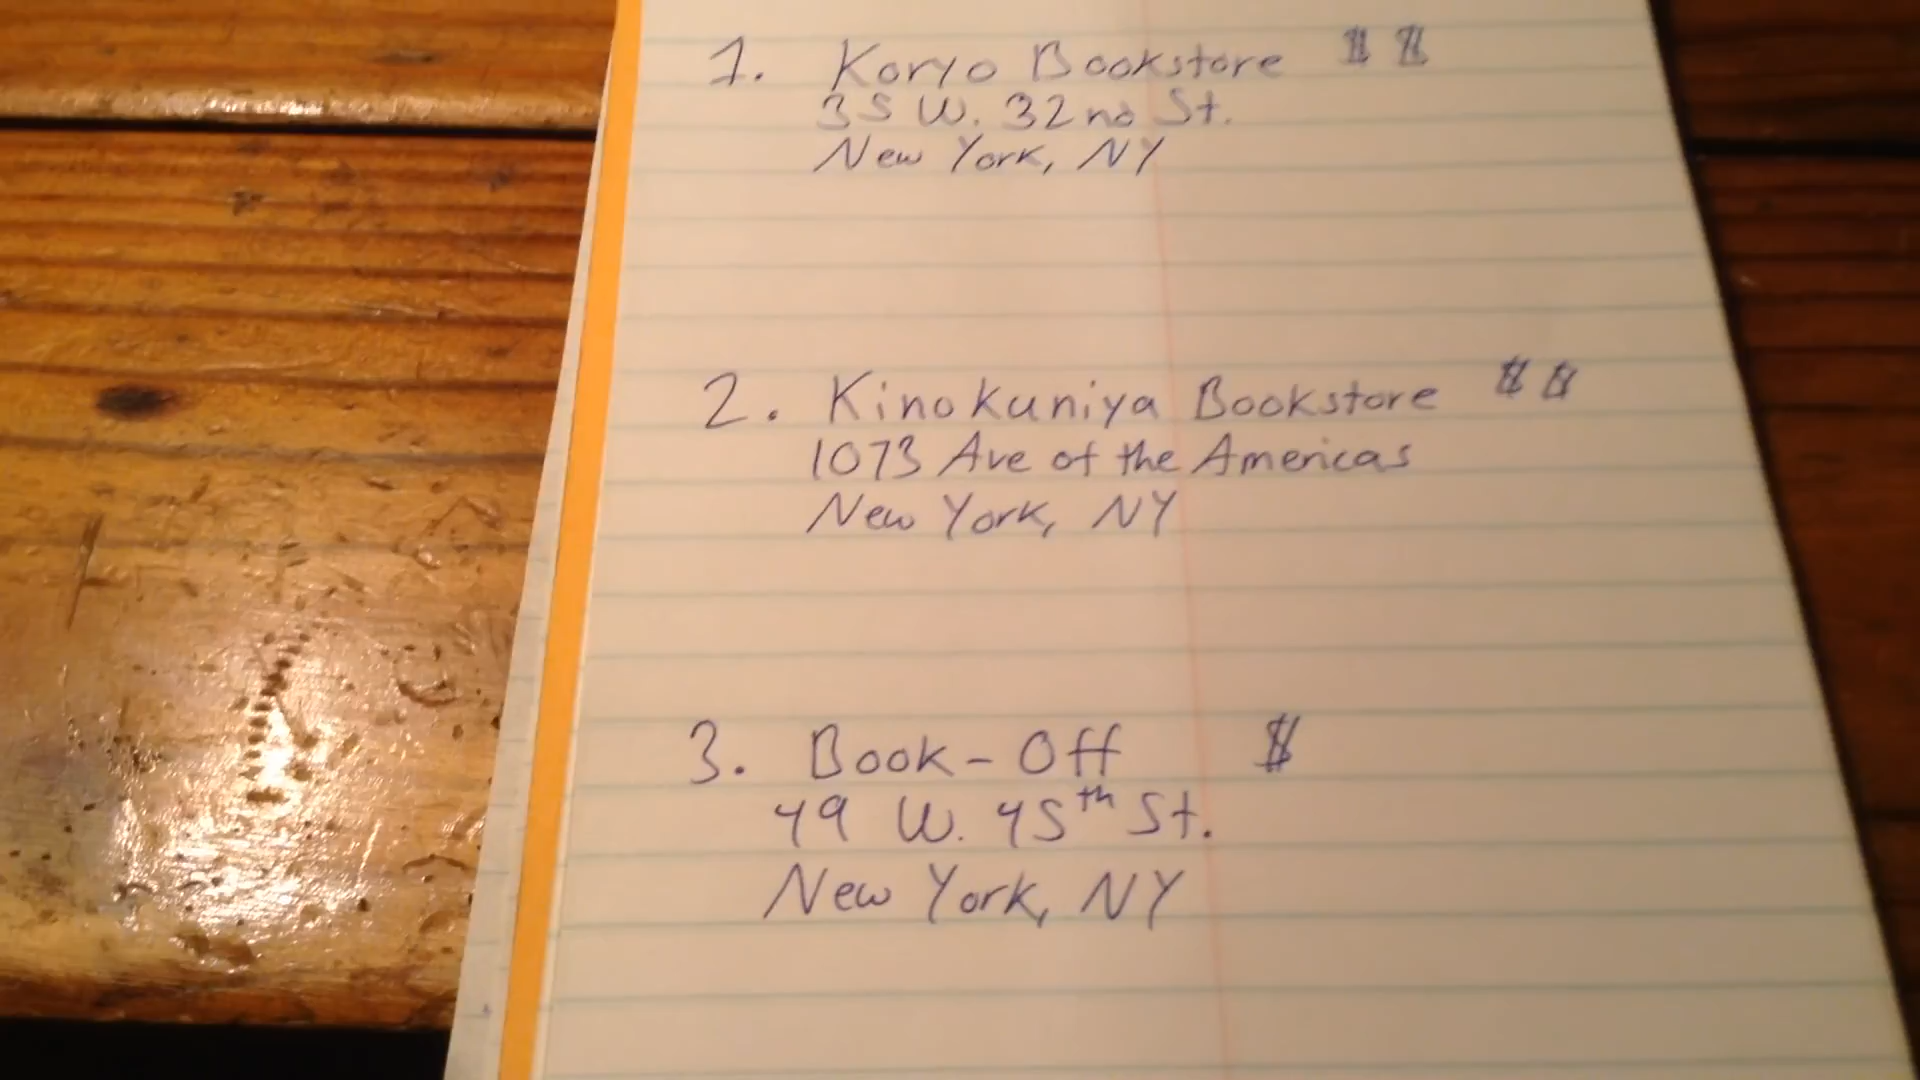 1. Koryo Bookstore $$
35 W. 32nd St.
New York, NY
2. Kinokuniya Bookstore $$
1073 Ave of the Americas
New York, NY
3. Book-Off $
49 W. 45th St.
New York, NY